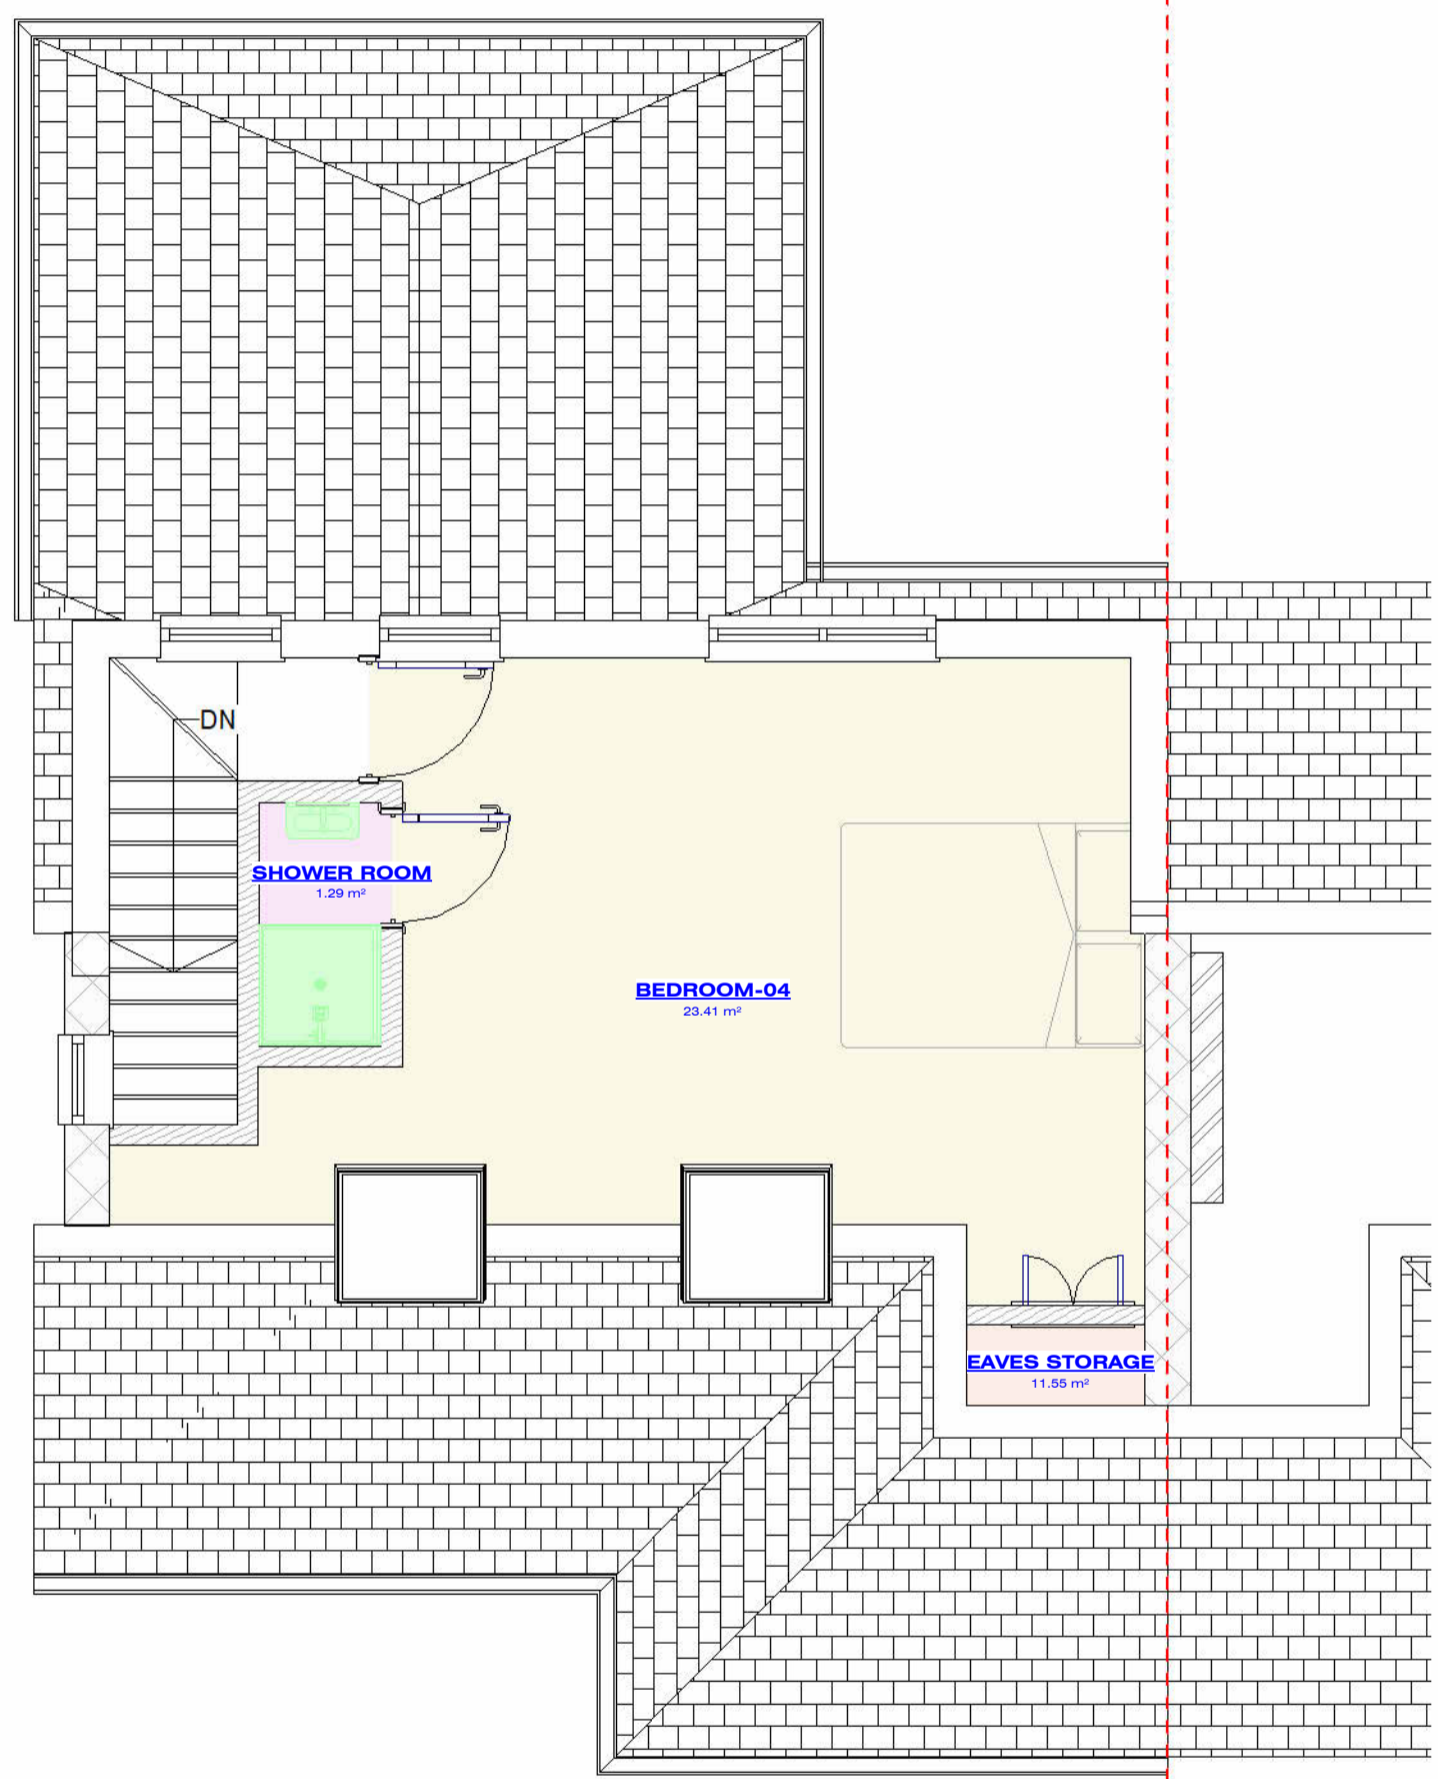 DN
SHOWER ROOM
1.29 m²
BEDROOM-04
23.41 m²
EAVES STORAGE
11.55 m²